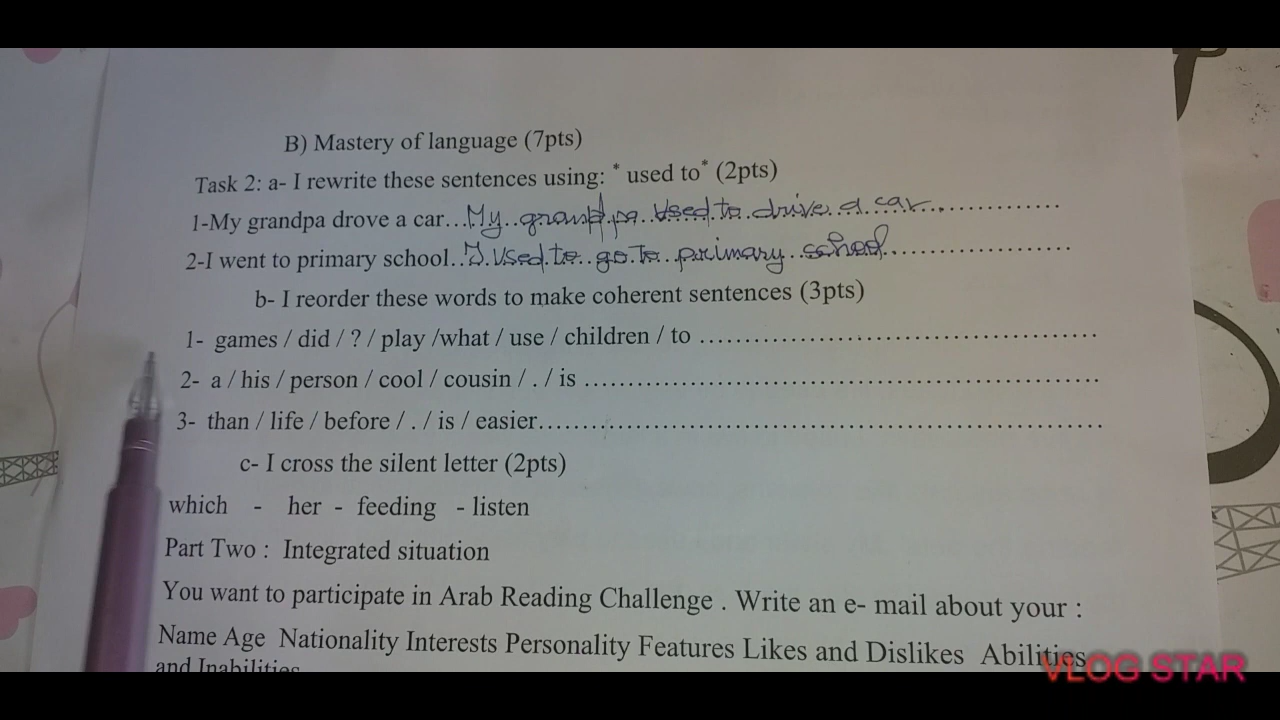 B) Mastery of language (7pts)
Task 2: a- I rewrite these sentences using: * used to* (2pts)
1-My grandpa drove a car...My grandpa used to drive a car.
2-I went to primary school...I used to go to primary school
b- I reorder these words to make coherent sentences (3pts)
1- games / did / ? / play /what / use / children / to ...............
2- a / his / person / cool / cousin / . / is ...............
3- than / life / before / . / is / easier...............
c- I cross the silent letter (2pts)
which - her - feeding - listen
Part Two : Integrated situation
You want to participate in Arab Reading Challenge . Write an e- mail about your :
Name Age Nationality Interests Personality Features Likes and Dislikes Abilities
and Inabilities
VLOG STAR